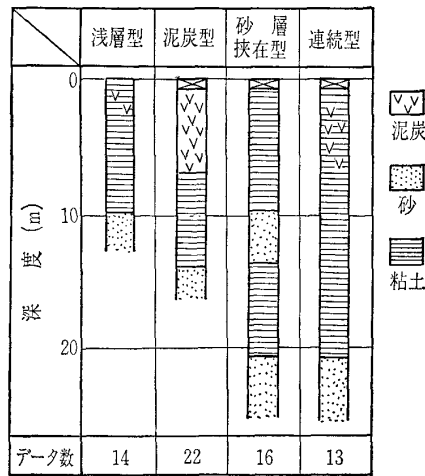 浅層型 泥炭型 砂層挟在型 連続型
0
10
20
深度 (m)
泥炭
砂
粘土
データ数 14 22 16 13